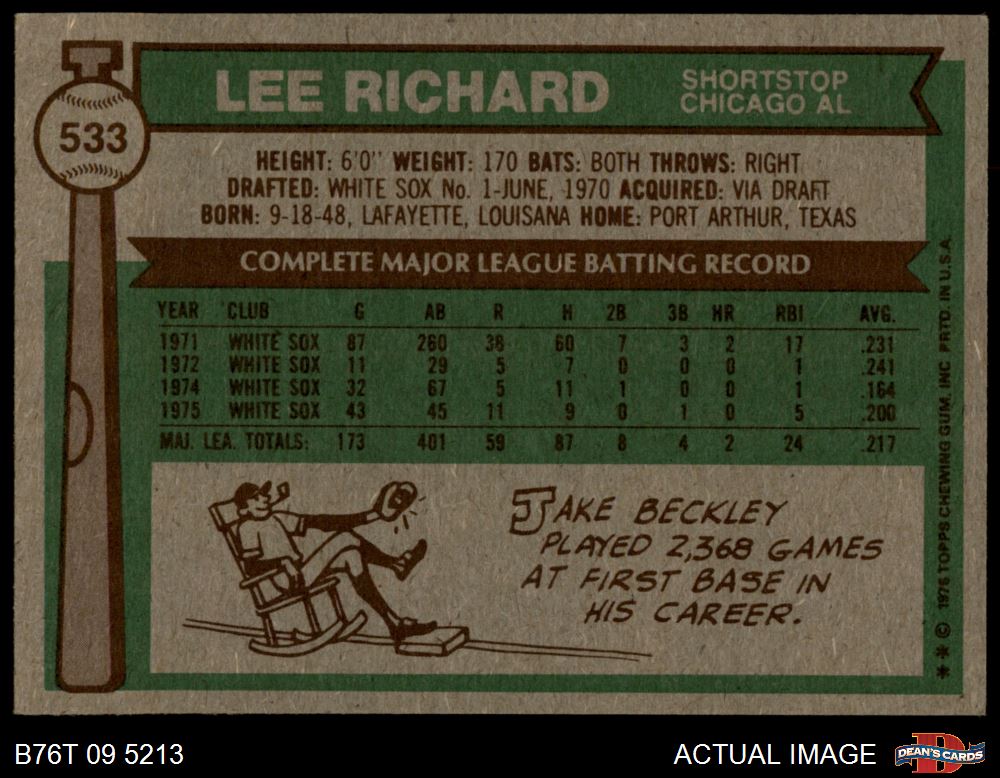 533
LEE RICHARD
SHORTSTOP
CHICAGO AL
HEIGHT: 6'0" WEIGHT: 170 BATS: BOTH THROWS: RIGHT
DRAFTED: WHITE SOX No. 1-JUNE, 1970 ACQUIRED: VIA DRAFT
BORN: 9-18-48, LAFAYETTE, LOUISANA HOME: PORT ARTHUR, TEXAS
COMPLETE MAJOR LEAGUE BATTING RECORD
YEAR CLUB G AB R H 2B 3B HR RBI AVG.
1971 WHITE SOX 87 260 38 60 7 3 2 17 .231
1972 WHITE SOX 11 29 5 7 0 0 0 1 .241
1974 WHITE SOX 32 67 5 11 1 0 0 1 .164
1975 WHITE SOX 43 45 11 9 0 1 0 5 .200
MAJ. LEA. TOTALS: 173 401 59 87 8 4 2 24 .217
JAKE BECKLEY
PLAYED 2,368 GAMES
AT FIRST BASE IN
HIS CAREER.
* * © 1976 TOPPS CHEWING GUM, INC. PRTD. IN U.S.A.
B76T 09 5213
ACTUAL IMAGE
DEAN'S CARDS